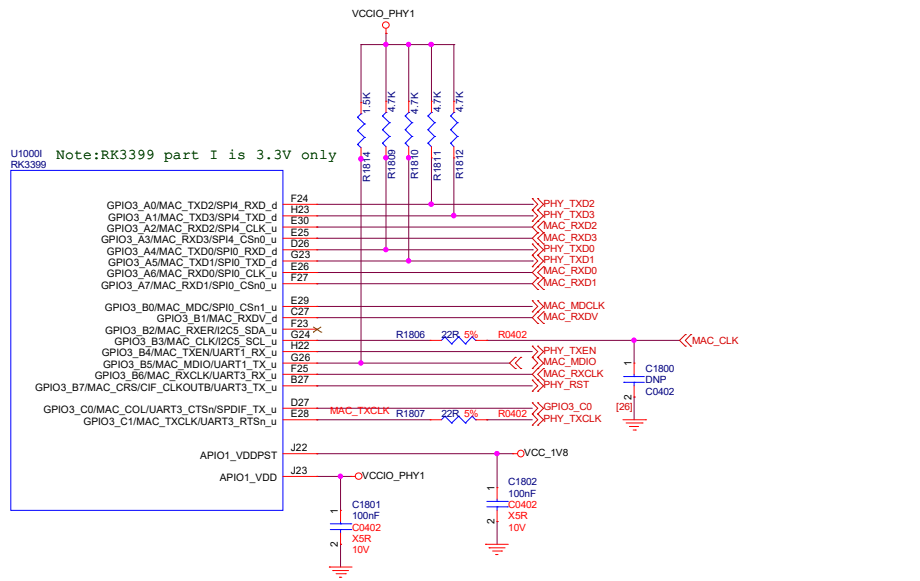 VCCIO_PHY1
1.5K
4.7K
4.7K
4.7K
4.7K
R1814
R1809
R1810
R1811
R1812
U1000I
RK3399
Note:RK3399 part I is 3.3V only
GPIO3_A0/MAC_TXD2/SPI4_RXD_d F24 PHY_TXD2
GPIO3_A1/MAC_TXD3/SPI4_TXD_d H23 PHY_TXD3
GPIO3_A2/MAC_RXD2/SPI4_CLK_u E30 MAC_RXD2
GPIO3_A3/MAC_RXD3/SPI4_CSn0_u E25 MAC_RXD3
GPIO3_A4/MAC_TXD0/SPI0_RXD_d D26 PHY_TXD0
GPIO3_A5/MAC_TXD1/SPI0_TXD_d G23 PHY_TXD1
GPIO3_A6/MAC_RXD0/SPI0_CLK_u E26 MAC_RXD0
GPIO3_A7/MAC_RXD1/SPI0_CSn0_u F27 MAC_RXD1
GPIO3_B0/MAC_MDC/SPI0_CSn1_u E29 MAC_MDCLK
GPIO3_B1/MAC_RXDV_d C27 MAC_RXDV
GPIO3_B2/MAC_RXER/I2C5_SDA_u F23
GPIO3_B3/MAC_CLK/I2C5_SCL_u G24 R1806 22R 5% R0402 MAC_CLK
GPIO3_B4/MAC_TXEN/UART1_RX_u H22 PHY_TXEN
GPIO3_B5/MAC_MDIO/UART1_TX_u G26 MAC_MDIO
GPIO3_B6/MAC_RXCLK/UART3_RX_u F25 MAC_RXCLK
GPIO3_B7/MAC_CRS/CIF_CLKOUTB/UART3_TX_u B27 PHY_RST
1
C1800
DNP
C0402
2
[26]
GPIO3_C0/MAC_COL/UART3_CTSn/SPDIF_TX_u D27 GPIO3_C0
GPIO3_C1/MAC_TXCLK/UART3_RTSn_u E28 MAC_TXCLK R1807 22R 5% R0402 PHY_TXCLK
APIO1_VDDPST J22 VCC_1V8
APIO1_VDD J23 VCCIO_PHY1
1
C1802
100nF
C0402
X5R
10V
2
1
C1801
100nF
C0402
X5R
10V
2